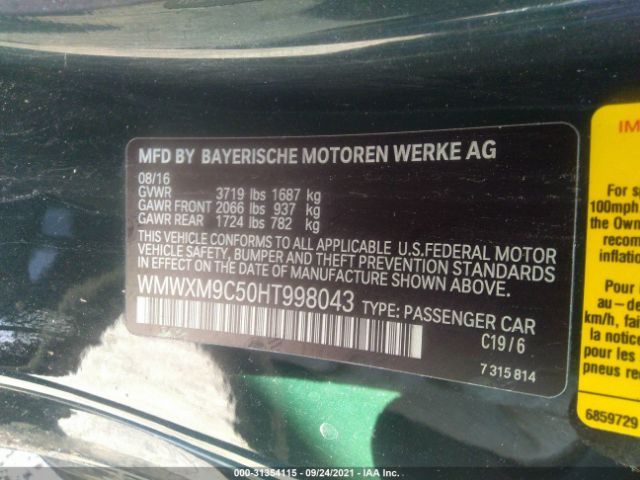 MFD BY BAYERISCHE MOTOREN WERKE AG
08/16
GVWR 3719 lbs 1687 kg
GAWR FRONT 2066 lbs 937 kg
GAWR REAR 1724 lbs 782 kg
THIS VEHICLE CONFORMS TO ALL APPLICABLE U.S.FEDERAL MOTOR
VEHICLE SAFETY, BUMPER AND THEFT PREVENTION STANDARDS
IN EFFECT ON THE DATE OF MANUFACTURE SHOWN ABOVE.
WMWXM9C50HT998043 TYPE: PASSENGER CAR
C19/6
7 315 814
IM
For sp
100mph
the Own
recom
inflatio
Pour
au-de
km/h, fai
la notice
pour les
pneus rec
6859729
000-31354115 - 09/24/2021 - IAA Inc.